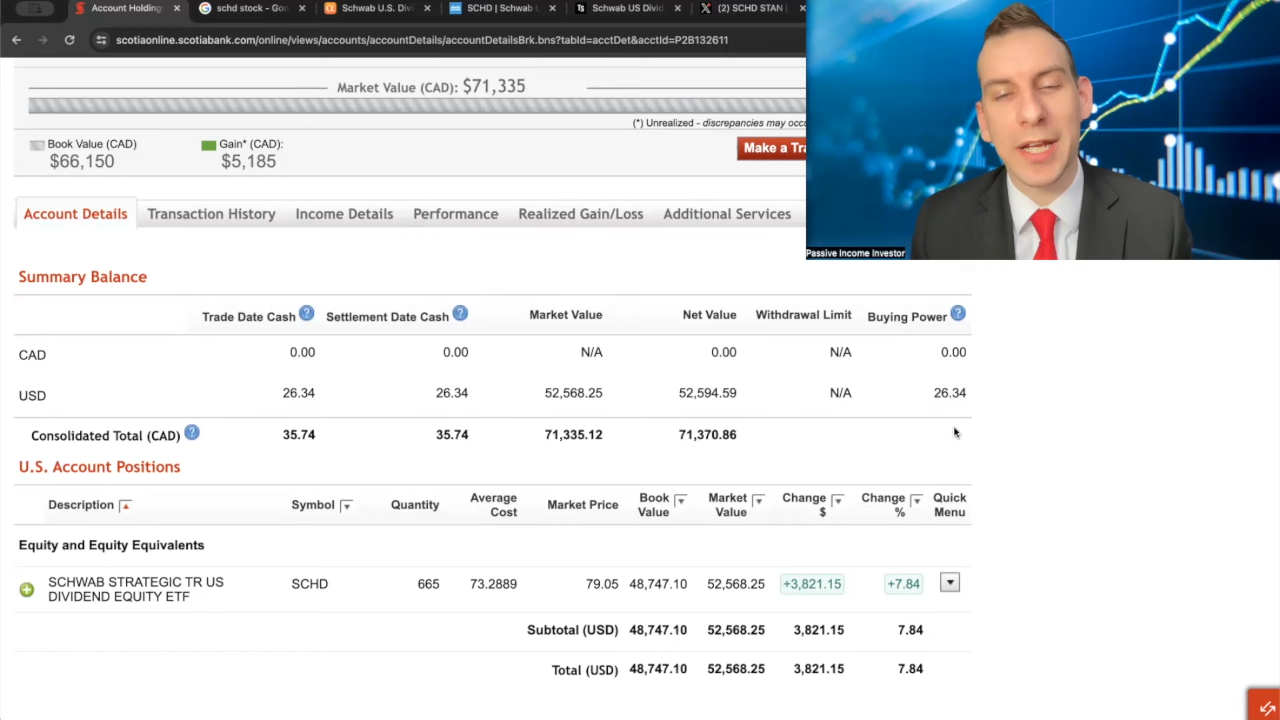 Account Holding
schd stock - Goo
Schwab U.S. Divi
SCHD | Schwab
Schwab US Divid
(2) SCHD STAN |
scotiaonline.scotiabank.com/online/views/accounts/accountDetails/accountDetailsBrk.bns?tabId=acctDet&acctId=P2B132611
Market Value (CAD): $71,335
(*) Unrealized - discrepancies may occu
Book Value (CAD)
$66,150
Gain* (CAD):
$5,185
Make a Tra
Account Details Transaction History Income Details Performance Realized Gain/Loss Additional Services
Passive Income Investor
Summary Balance
Trade Date Cash ? Settlement Date Cash ? Market Value Net Value Withdrawal Limit Buying Power ?
CAD 0.00 0.00 N/A 0.00 N/A 0.00
USD 26.34 26.34 52,568.25 52,594.59 N/A 26.34
Consolidated Total (CAD) ? 35.74 35.74 71,335.12 71,370.86
U.S. Account Positions
Description Symbol Quantity Average Cost Market Price Book Value Market Value Change $ Change % Quick Menu
Equity and Equity Equivalents
SCHWAB STRATEGIC TR US
DIVIDEND EQUITY ETF
SCHD 665 73.2889 79.05 48,747.10 52,568.25 +3,821.15 +7.84
Subtotal (USD) 48,747.10 52,568.25 3,821.15 7.84
Total (USD) 48,747.10 52,568.25 3,821.15 7.84